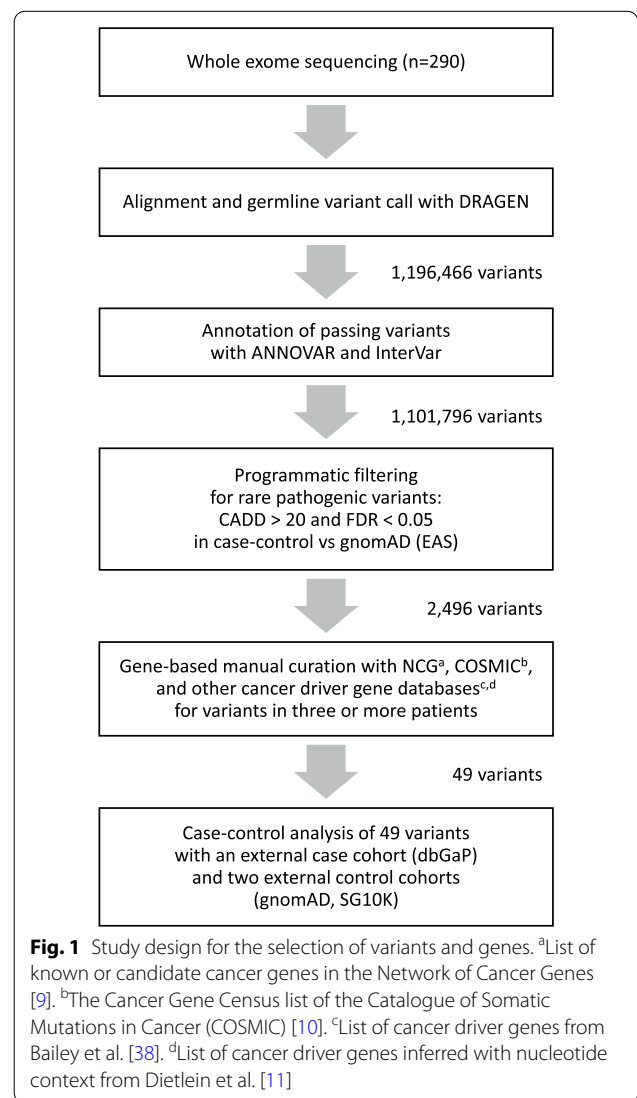 Whole exome sequencing (n=290)
Alignment and germline variant call with DRAGEN
1,196,466 variants
Annotation of passing variants
with ANNOVAR and InterVar
1,101,796 variants
Programmatic filtering
for rare pathogenic variants:
CADD > 20 and FDR < 0.05
in case-control vs gnomAD (EAS)
2,496 variants
Gene-based manual curation with NCGᵃ, COSMICᵇ,
and other cancer driver gene databasesᶜ,ᵈ
for variants in three or more patients
49 variants
Case-control analysis of 49 variants
with an external case cohort (dbGaP)
and two external control cohorts
(gnomAD, SG10K)
Fig. 1 Study design for the selection of variants and genes. ᵃList of
known or candidate cancer genes in the Network of Cancer Genes
[9]. ᵇThe Cancer Gene Census list of the Catalogue of Somatic
Mutations in Cancer (COSMIC) [10]. ᶜList of cancer driver genes from
Bailey et al. [38]. ᵈList of cancer driver genes inferred with nucleotide
context from Dietlein et al. [11]